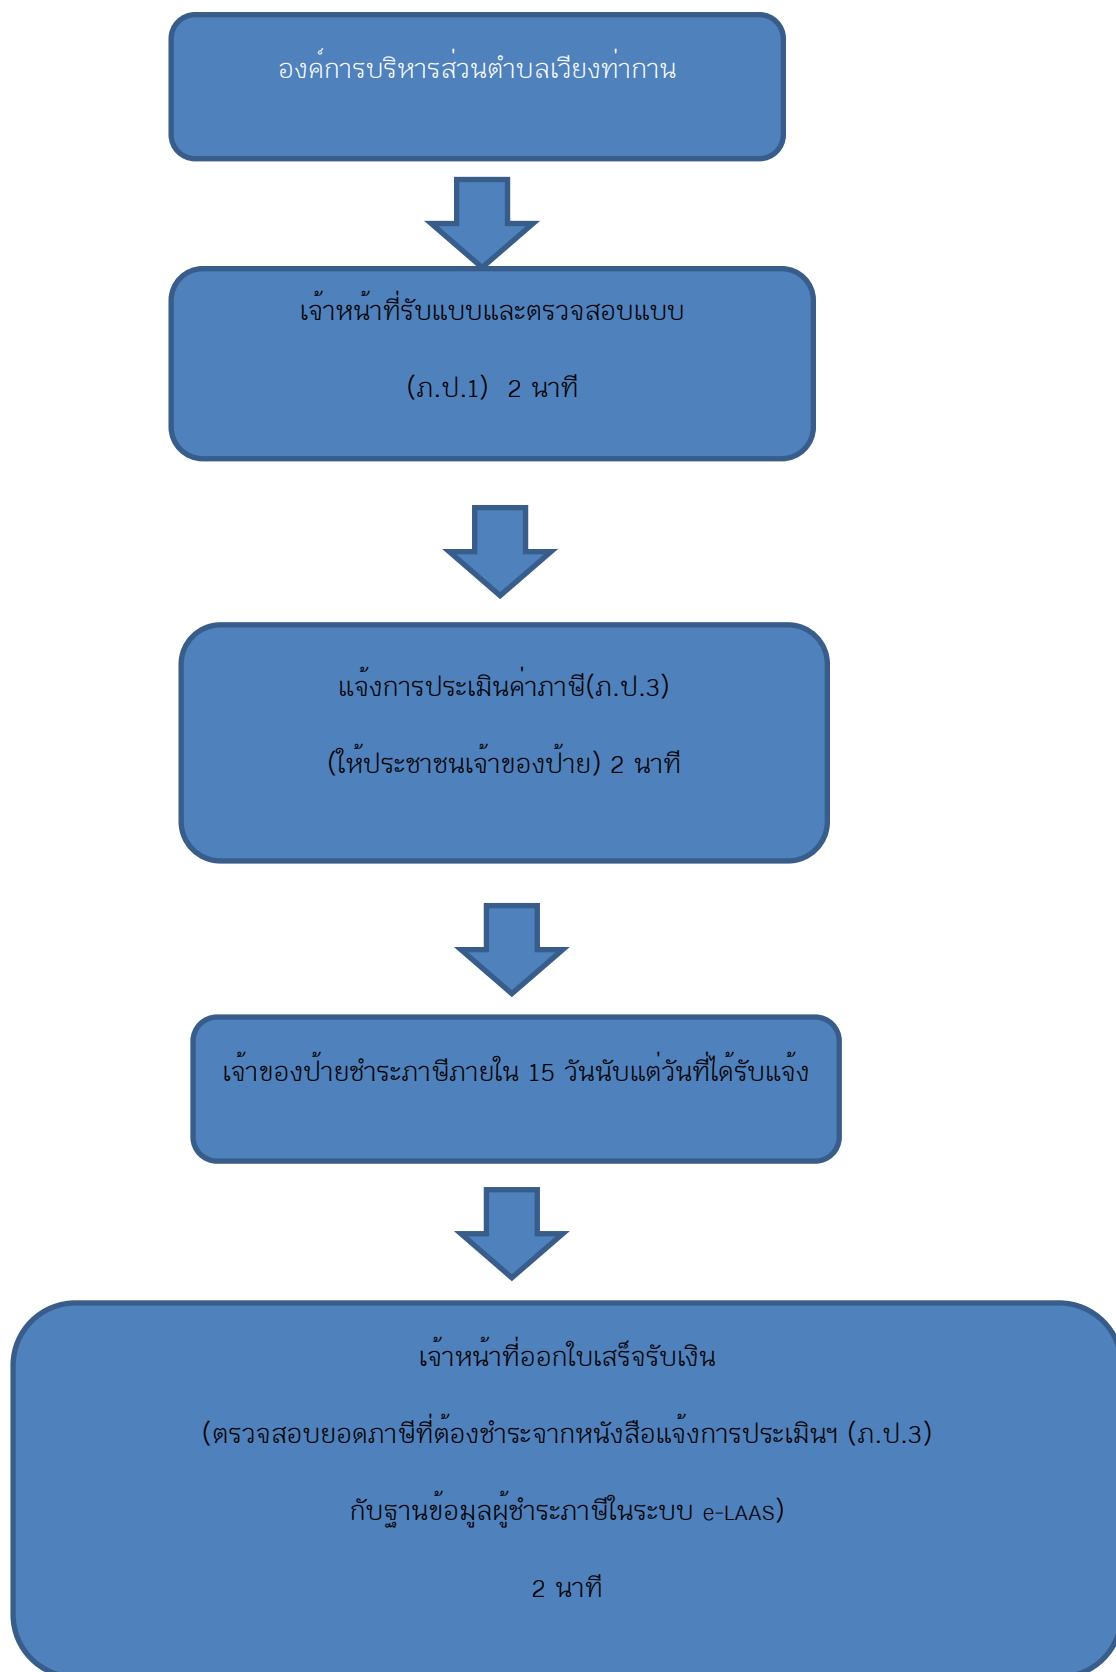 องค์การบริหารส่วนตำบลเวียงท่ากาน
เจ้าหน้าที่รับแบบและตรวจสอบแบบ
(ภ.ป.1) 2 นาที
แจ้งการประเมินค่าภาษี(ภ.ป.3)
(ให้ประชาชนเจ้าของป้าย) 2 นาที
เจ้าของป้ายชำระภาษีภายใน 15 วันนับแต่วันที่ได้รับแจ้ง
เจ้าหน้าที่ออกใบเสร็จรับเงิน
(ตรวจสอบยอดภาษีที่ต้องชำระจากหนังสือแจ้งการประเมินฯ (ภ.ป.3)
กับฐานข้อมูลผู้ชำระภาษีในระบบ e-LAAS)
2 นาที